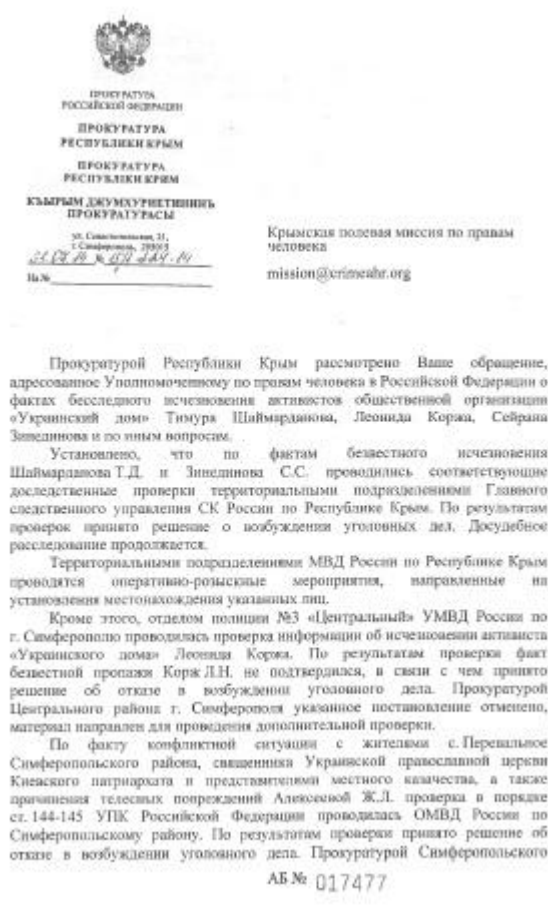 ПРОКУРАТУРА
РОССИЙСКОЙ ФЕДЕРАЦИИ
ПРОКУРАТУРА
РЕСПУБЛИКИ КРЫМ
ПРОКУРАТУРА
РЕСПУБЛІКИ КРИМ
КЪЫРЫМ ДЖУМХУРИЕТИНИНЪ
ПРОКУРАТУРАСЫ
ул. Севастопольская, 21,
г. Симферополь, 295015
На №
Крымская полевая миссия по правам
человека
mission@crimeahr.org
Прокуратурой Республики Крым рассмотрено Ваше обращение,
адресованное Уполномоченному по правам человека в Российской Федерации о
фактах бесследного исчезновения активистов общественной организации
«Украинский дом» Тимура Шаймарданова, Леонида Коржа, Сейрана
Зинединова и по иным вопросам.
Установлено, что по фактам безвестного исчезновения
Шаймарданова Т.Д. и Зинединова С.С. проводились соответствующие
доследственные проверки территориальными подразделениями Главного
следственного управления СК России по Республике Крым. По результатам
проверок принято решение о возбуждении уголовных дел. Досудебное
расследование продолжается.
Территориальными подразделениями МВД России по Республике Крым
проводятся оперативно-розыскные мероприятия, направленные на
установления местонахождения указанных лиц.
Кроме этого, отделом полиции №3 «Центральный» УМВД России по
г. Симферополю проводилась проверка информации об исчезновении активиста
«Украинского дома» Леонида Коржа. По результатам проверки факт
безвестной пропажи Корж Л.Н. не подтвердился, в связи с чем принято
решение об отказе в возбуждении уголовного дела. Прокуратурой
Центрального района г. Симферополя указанное постановление отменено,
материал направлен для проведения дополнительной проверки.
По факту конфликтной ситуации с жителями с. Перевальное
Симферопольского района, священника Украинской православной церкви
Киевского патриархата и представителями местного казачества, а также
причинения телесных повреждений Алексеевой Ж.Л. проверка в порядке
ст. 144-145 УПК Российской Федерации проводилась ОМВД России по
Симферопольскому району. По результатам проверки принято решение об
отказе в возбуждении уголовного дела. Прокуратурой Симферопольского
АБ № 017477